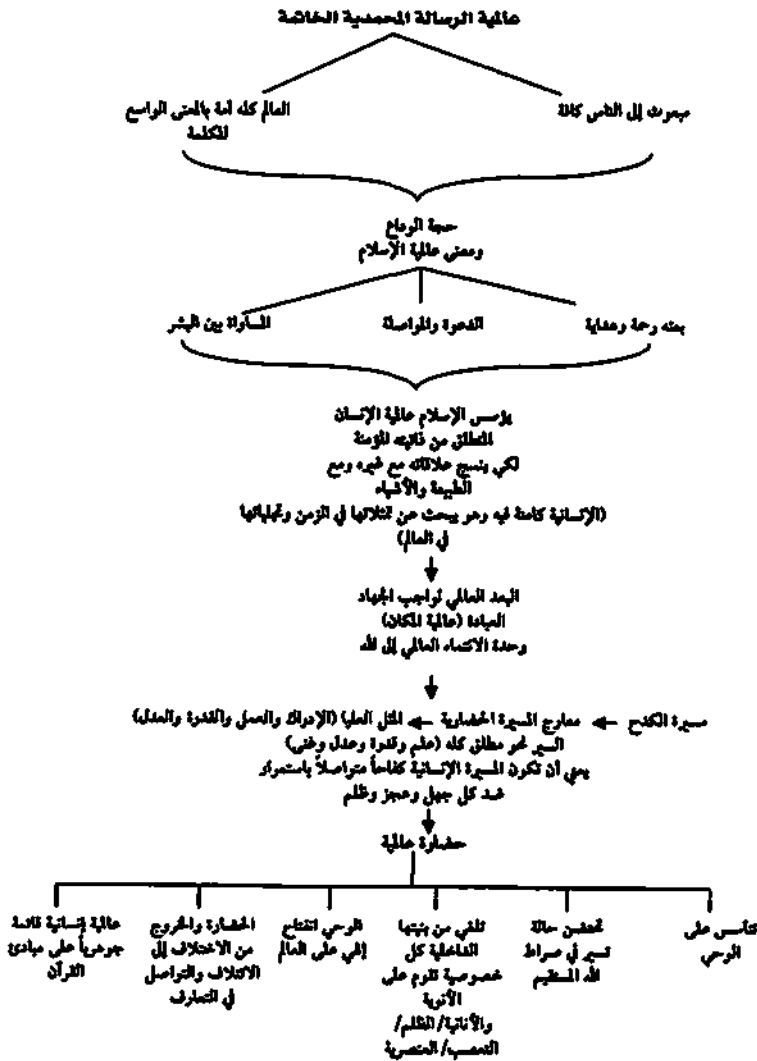 عالمية الرسالة المحمدية الخاتمة
مبعوث إلى الناس كافة
العالم كله أمة بالمعنى الواسع
للكلمة
حجة الوداع
ومعنى عالمية الإسلام
بعثه رحمة وهداية
الدعوة والمواصلة
المساواة بين البشر
يؤسس الإسلام عالمية الإنسان
المنطلق من ذاتيته المؤمنة
لكي ينسج علاقاته مع غيره ومع
الطبيعة والأشياء
(الإنسانية كامنة فيه وهو يبحث عن تمثلاتها في الزمن وتجلياتها
في العالم)
البعد العالمي لواجب الجهاد
العبادة (عالمية المكان)
وحدة الانتماء العالمي إلى الله
مسيرة الكدح ← معارج المسيرة الحضارية ← المثل العليا (الإدراك والعمل والقدرة والعدل)
السير نحو مطلق كله (علم وقدرة وعدل وغنى)
يعني أن تكون المسيرة الإنسانية كفاحاً متواصلاً باستمرار
ضد كل جهل وعجز وظلم
حضارة عالمية
تتأسس على
الوحي
تحتضن حالة
تسير في صراط
الله المستقيم
تلغي من بنيتها
الداخلية كل
خصوصية تقوم على
الأنوية
والأنانية/الظلم/
التعصب/العنصرية
الوحي انفتاح
إلهي على العالم
الحضارة والخروج
من الاختلاف إلى
الائتلاف والتواصل
في التعارف
عالمية إنسانية قائمة
جوهرياً على مبادئ
القرآن